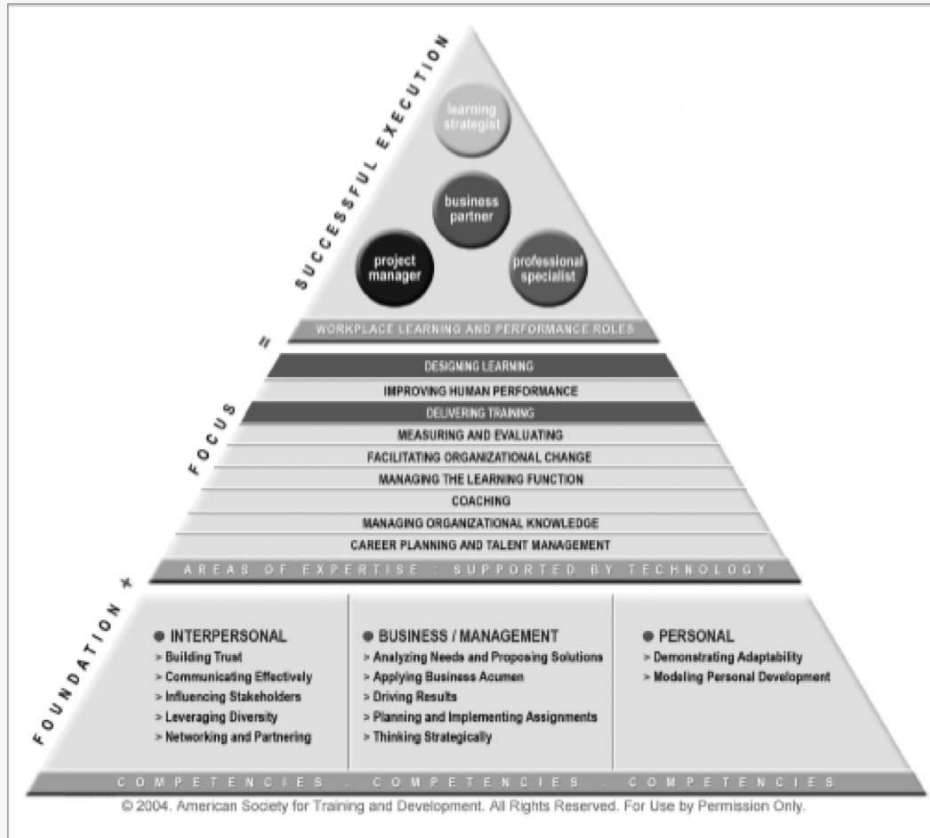 SUCCESSFUL EXECUTION
learning
strategist
business
partner
project
manager
professional
specialist
WORKPLACE LEARNING AND PERFORMANCE ROLES
=
FOCUS
DESIGNING LEARNING
IMPROVING HUMAN PERFORMANCE
DELIVERING TRAINING
MEASURING AND EVALUATING
FACILITATING ORGANIZATIONAL CHANGE
MANAGING THE LEARNING FUNCTION
COACHING
MANAGING ORGANIZATIONAL KNOWLEDGE
CAREER PLANNING AND TALENT MANAGEMENT
AREAS OF EXPERTISE : SUPPORTED BY TECHNOLOGY
+
FOUNDATION
● INTERPERSONAL
> Building Trust
> Communicating Effectively
> Influencing Stakeholders
> Leveraging Diversity
> Networking and Partnering
● BUSINESS / MANAGEMENT
> Analyzing Needs and Proposing Solutions
> Applying Business Acumen
> Driving Results
> Planning and Implementing Assignments
> Thinking Strategically
● PERSONAL
> Demonstrating Adaptability
> Modeling Personal Development
COMPETENCIES . COMPETENCIES . COMPETENCIES
© 2004. American Society for Training and Development. All Rights Reserved. For Use by Permission Only.